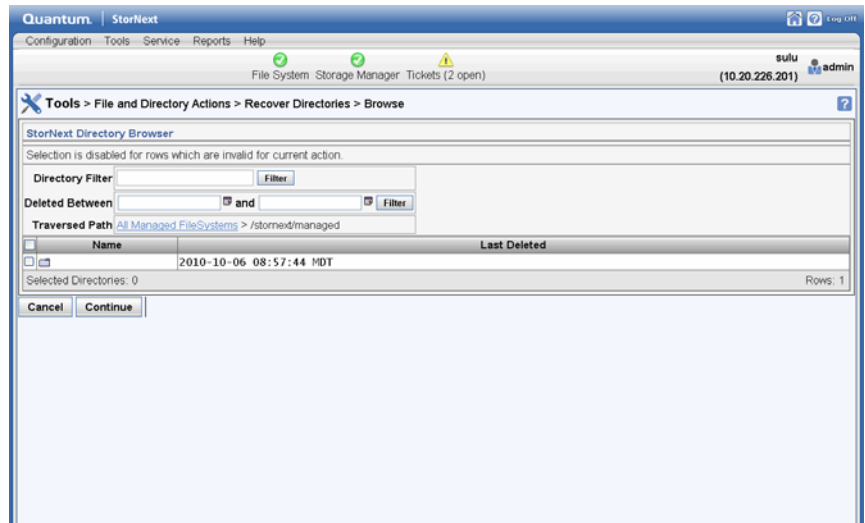 Quantum. | StorNext
Log Off
Configuration Tools Service Reports Help
File System Storage Manager Tickets (2 open)
sulu
(10.20.226.201)
admin
Tools > File and Directory Actions > Recover Directories > Browse
StorNext Directory Browser
Selection is disabled for rows which are invalid for current action.
Directory Filter Filter
Deleted Between and Filter
Traversed Path All Managed FileSystems > /stornext/managed
Name Last Deleted
2010-10-06 08:57:44 MDT
Selected Directories: 0 Rows: 1
Cancel Continue